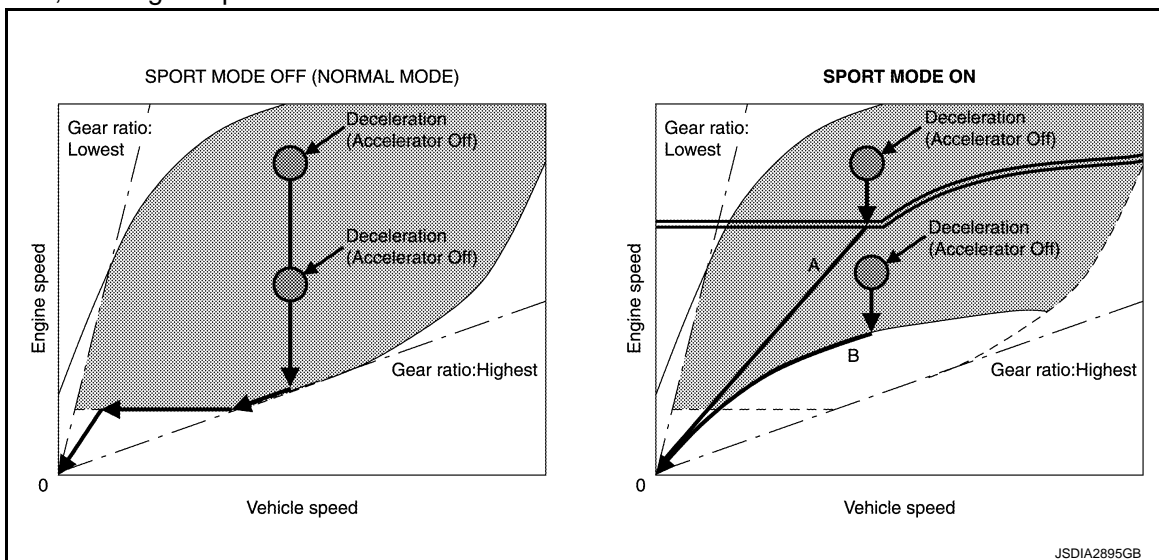 SPORT MODE OFF (NORMAL MODE)
Gear ratio:
Lowest
Deceleration
(Accelerator Off)
Deceleration
(Accelerator Off)
Gear ratio:Highest
Engine speed
0
Vehicle speed
SPORT MODE ON
Gear ratio:
Lowest
Deceleration
(Accelerator Off)
Deceleration
(Accelerator Off)
A
B
Gear ratio:Highest
Engine speed
0
Vehicle speed
JSDIA2895GB